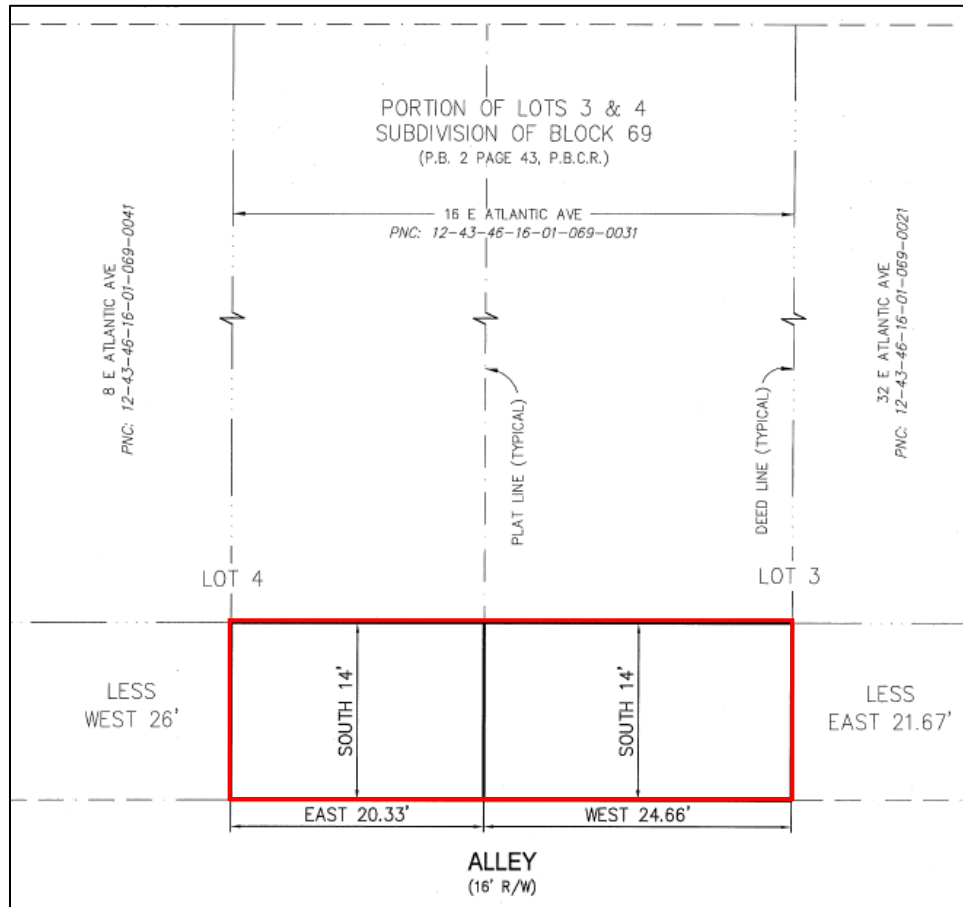 PORTION OF LOTS 3 & 4
SUBDIVISION OF BLOCK 69
(P.B. 2 PAGE 43, P.B.C.R.)
16 E ATLANTIC AVE
PNC: 12-43-46-16-01-069-0031
8 E ATLANTIC AVE
PNC: 12-43-46-16-01-069-0041
32 E ATLANTIC AVE
PNC: 12-43-46-16-01-069-0021
PLAT LINE (TYPICAL)
DEED LINE (TYPICAL)
LOT 4
LOT 3
LESS
WEST 26'
SOUTH 14'
SOUTH 14'
LESS
EAST 21.67'
EAST 20.33'
WEST 24.66'
ALLEY
(16' R/W)